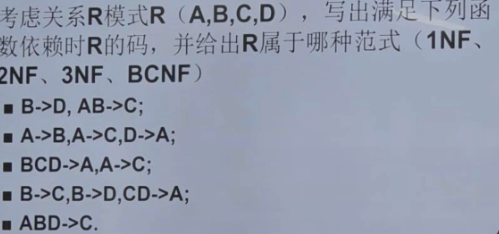 考虑关系R模式R（A,B,C,D），写出满足下列函
数依赖时R的码，并给出R属于哪种范式（1NF、
2NF、3NF、BCNF）
■ B->D, AB->C;
■ A->B,A->C,D->A;
■ BCD->A,A->C;
■ B->C,B->D,CD->A;
■ ABD->C.